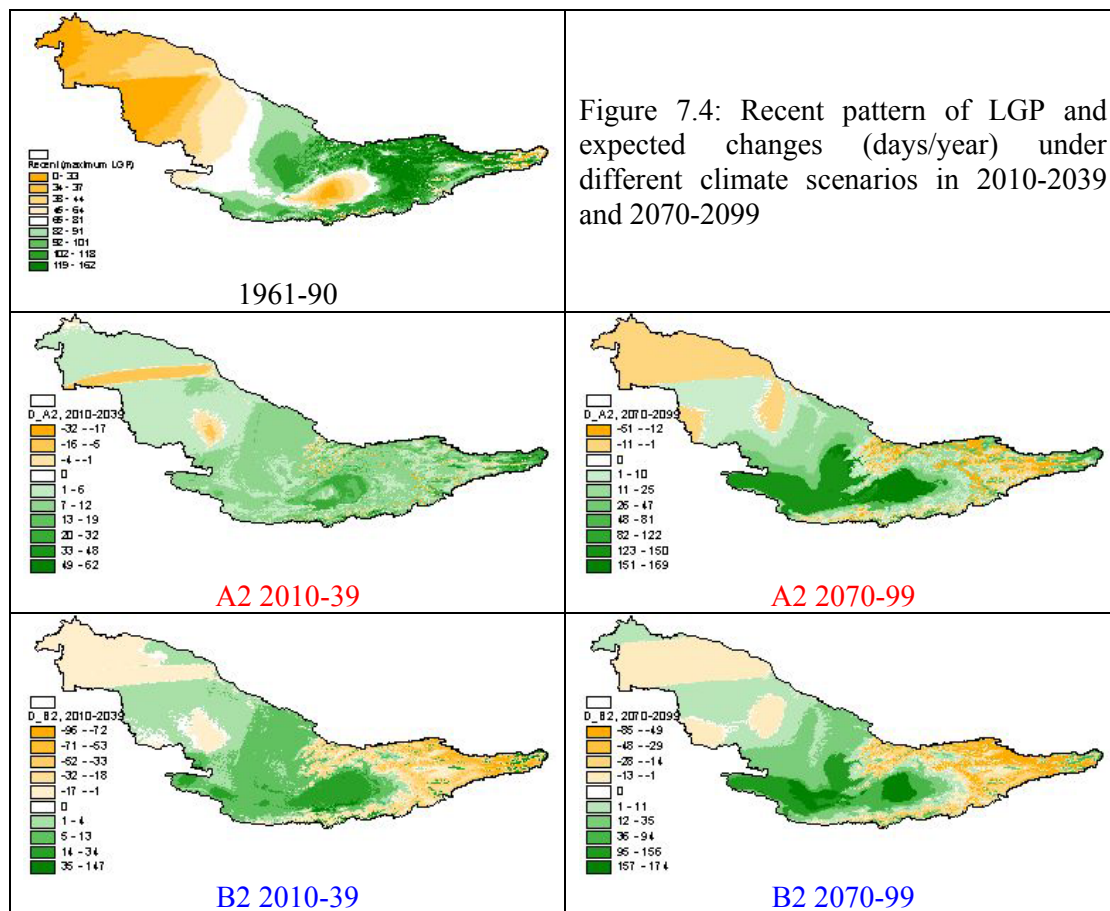 Recent (maximum LGP)
0 - 33
34 - 37
38 - 44
45 - 64
65 - 81
82 - 91
92 - 101
102 - 118
119 - 162
1961-90
Figure 7.4: Recent pattern of LGP and
expected changes (days/year) under
different climate scenarios in 2010-2039
and 2070-2099
D_A2, 2010-2039
-32 - -17
-16 - -5
-4 - -1
0
1 - 6
7 - 12
13 - 19
20 - 32
33 - 48
49 - 62
A2 2010-39
D_A2, 2070-2099
-51 - -12
-11 - -1
0
1 - 10
11 - 25
26 - 47
48 - 81
82 - 122
123 - 150
151 - 169
A2 2070-99
D_B2, 2010-2039
-96 - -72
-71 - -53
-52 - -33
-32 - -18
-17 - -1
0
1 - 4
5 - 13
14 - 34
35 - 147
B2 2010-39
D_B2, 2070-2099
-85 - -49
-48 - -29
-28 - -14
-13 - -1
0
1 - 11
12 - 35
36 - 94
95 - 156
157 - 174
B2 2070-99